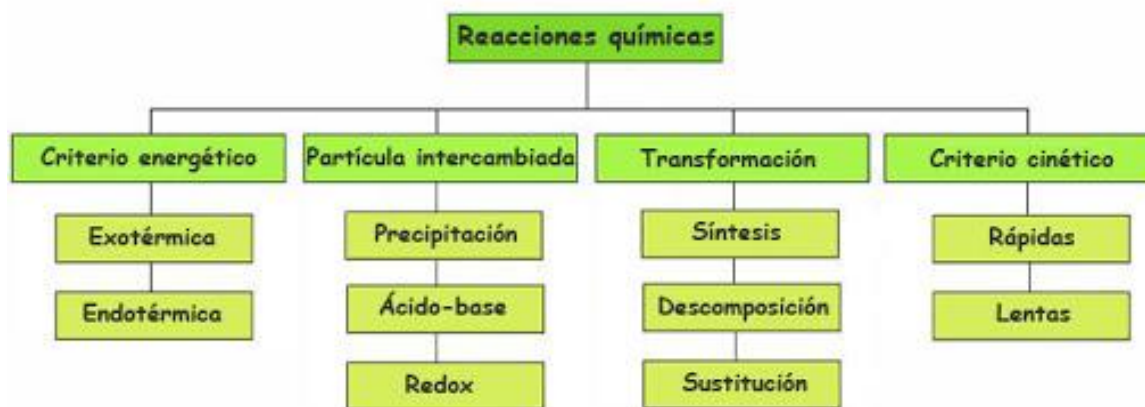 Reacciones químicas
Criterio energético
Partícula intercambiada
Transformación
Criterio cinético
Exotérmica
Precipitación
Síntesis
Rápidas
Endotérmica
Ácido-base
Descomposición
Lentas
Redox
Sustitución